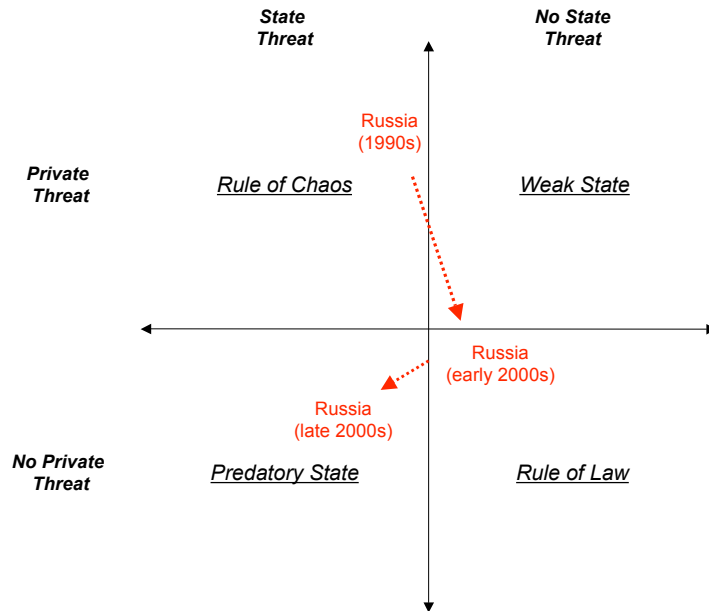 State
Threat
No State
Threat
Russia
(1990s)
Private
Threat
Rule of Chaos
Weak State
Russia
(early 2000s)
Russia
(late 2000s)
No Private
Threat
Predatory State
Rule of Law